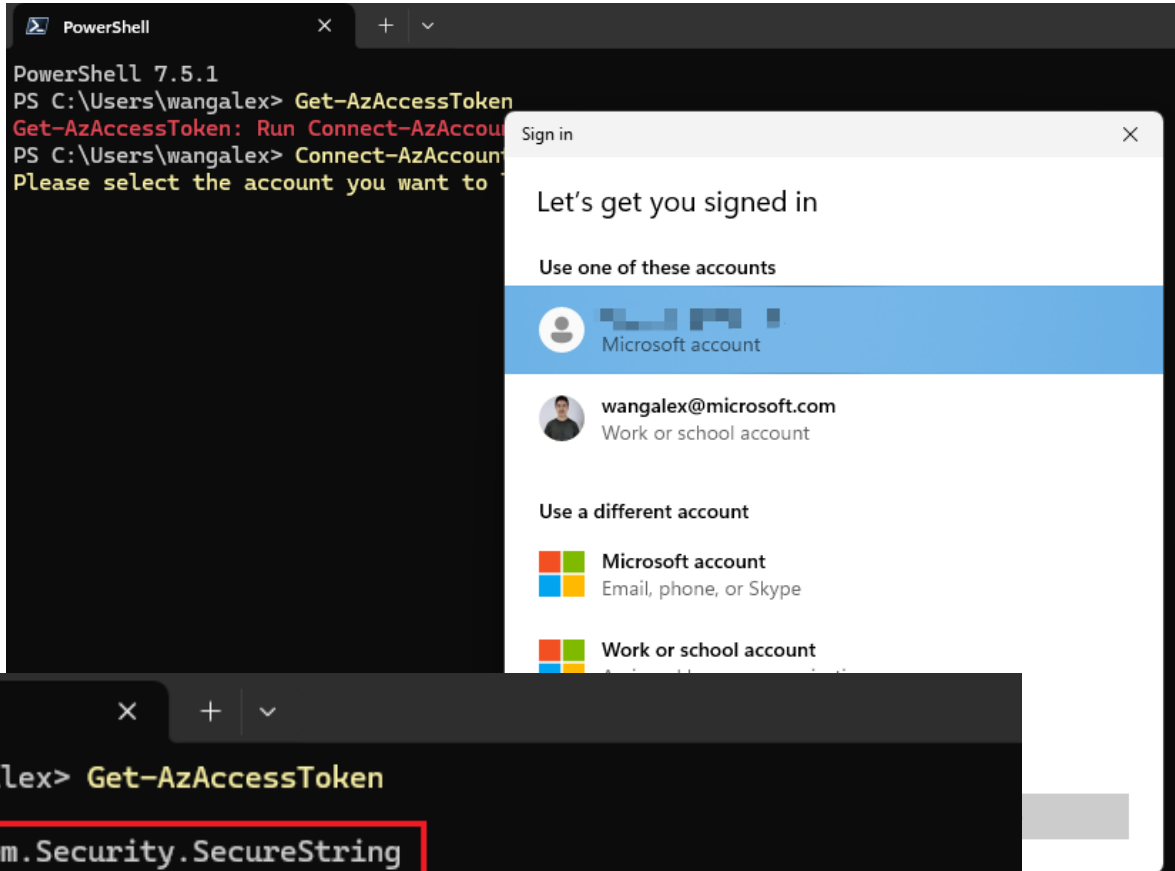 PowerShell
PowerShell 7.5.1
PS C:\Users\wangalex> Get-AzAccessToken
Get-AzAccessToken: Run Connect-AzAccou
PS C:\Users\wangalex> Connect-AzAccount
Please select the account you want to
Sign in
Let's get you signed in
Use one of these accounts
Microsoft account
wangalex@microsoft.com
Work or school account
Use a different account
Microsoft account
Email, phone, or Skype
Work or school account
lex> Get-AzAccessToken
m.Security.SecureString